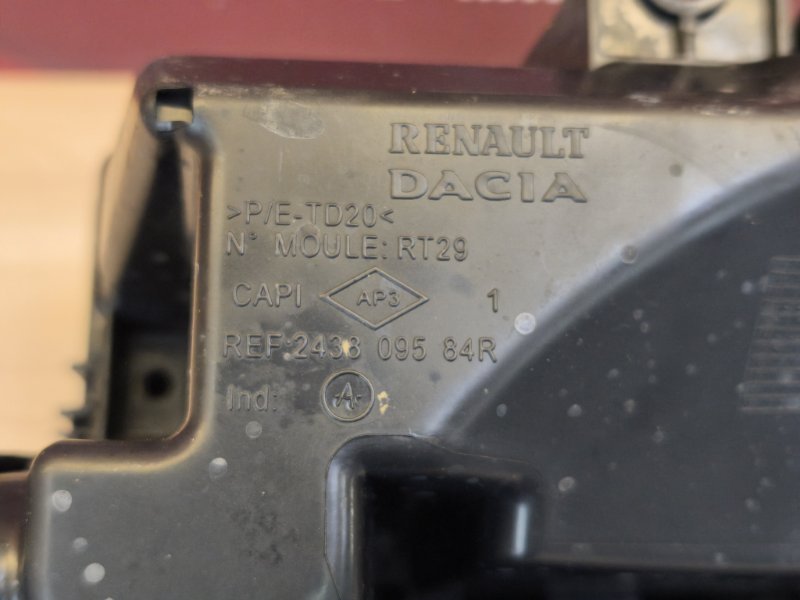 RENAULT
DACIA
>P/E-TD20<
N° MOULE: RT29
CAPI AP3 1
REF:2438 095 84R
Ind: A